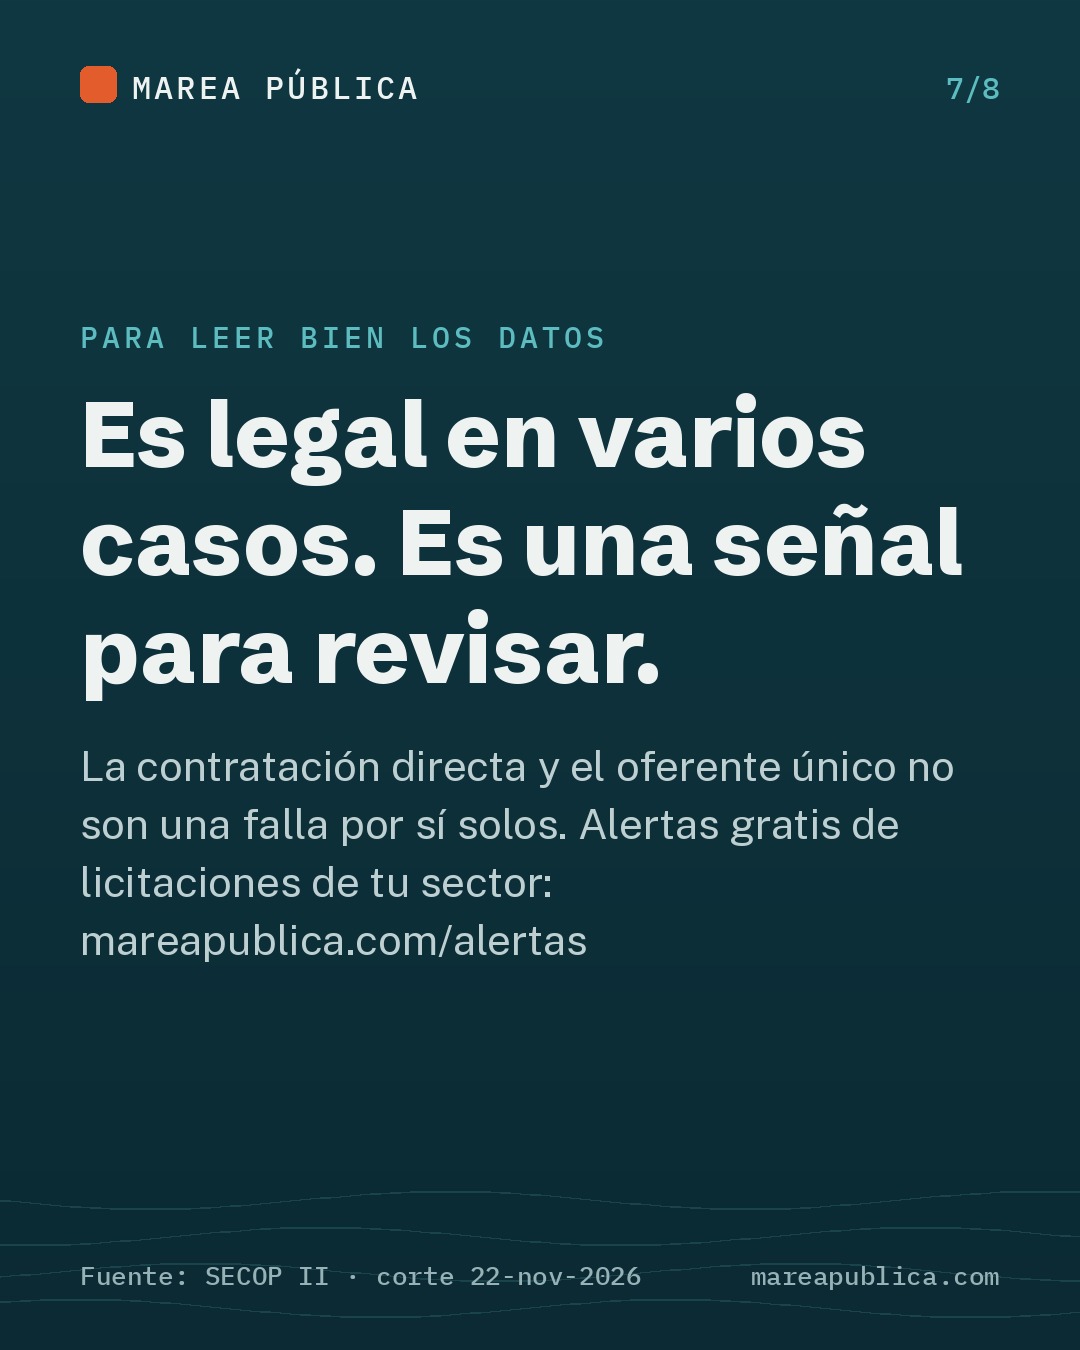 MAREA PÚBLICA
7/8
PARA LEER BIEN LOS DATOS
Es legal en varios
casos. Es una señal
para revisar.
La contratación directa y el oferente único no
son una falla por sí solos. Alertas gratis de
licitaciones de tu sector:
mareapublica.com/alertas
Fuente: SECOP II · corte 22-nov-2026
mareapublica.com